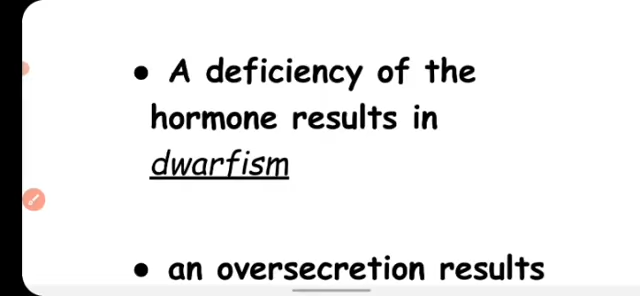 ● A deficiency of the
hormone results in
dwarfism
● an oversecretion results